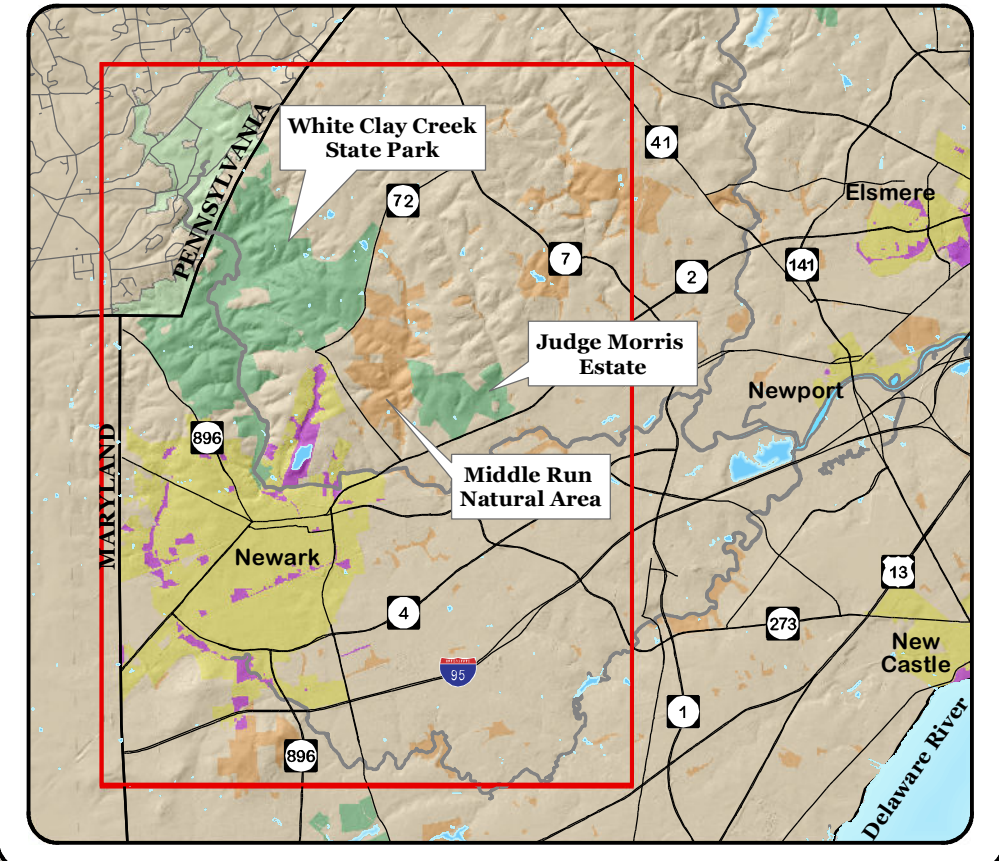 White Clay Creek
State Park
PENNSYLVANIA
41
72
Elsmere
7
2
141
Judge Morris
Estate
Newport
MARYLAND
896
Middle Run
Natural Area
Newark
13
4
273
New
Castle
95
1
896
Delaware River